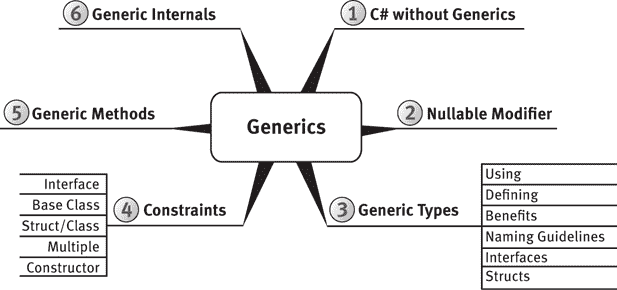 6 Generic Internals
1 C# without Generics
5 Generic Methods
Generics
2 Nullable Modifier
Interface
Base Class
Struct/Class
Multiple
Constructor
4 Constraints
3 Generic Types
Using
Defining
Benefits
Naming Guidelines
Interfaces
Structs